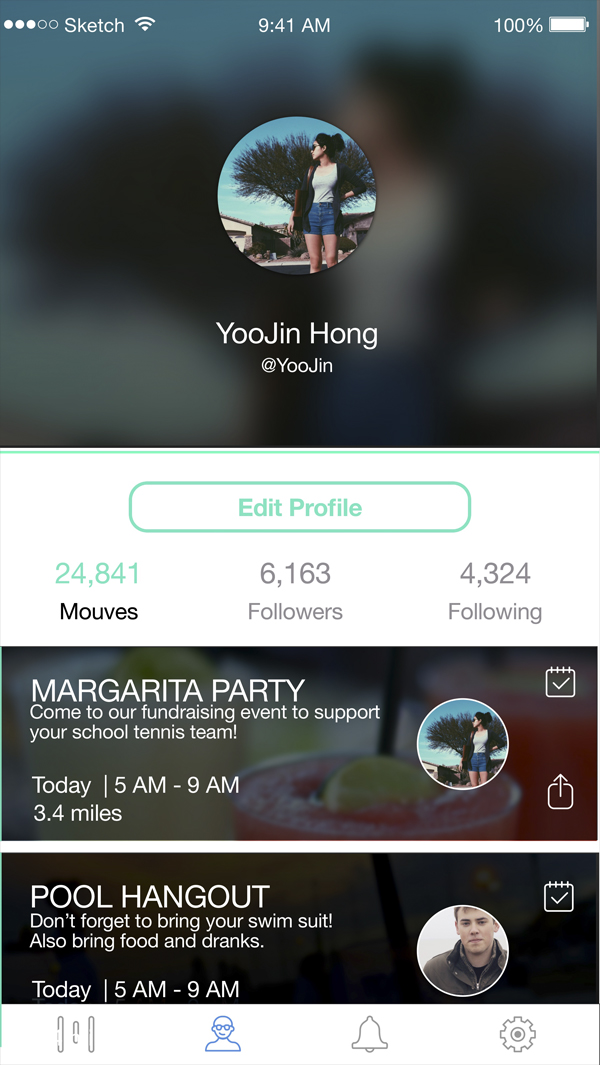 Sketch 9:41 AM 100%
YooJin Hong
@YooJin
Edit Profile
24,841 6,163 4,324
Mouves Followers Following
MARGARITA PARTY
Come to our fundraising event to support
your school tennis team!
Today | 5 AM - 9 AM
3.4 miles
POOL HANGOUT
Don’t forget to bring your swim suit!
Also bring food and dranks.
Today | 5 AM - 9 AM